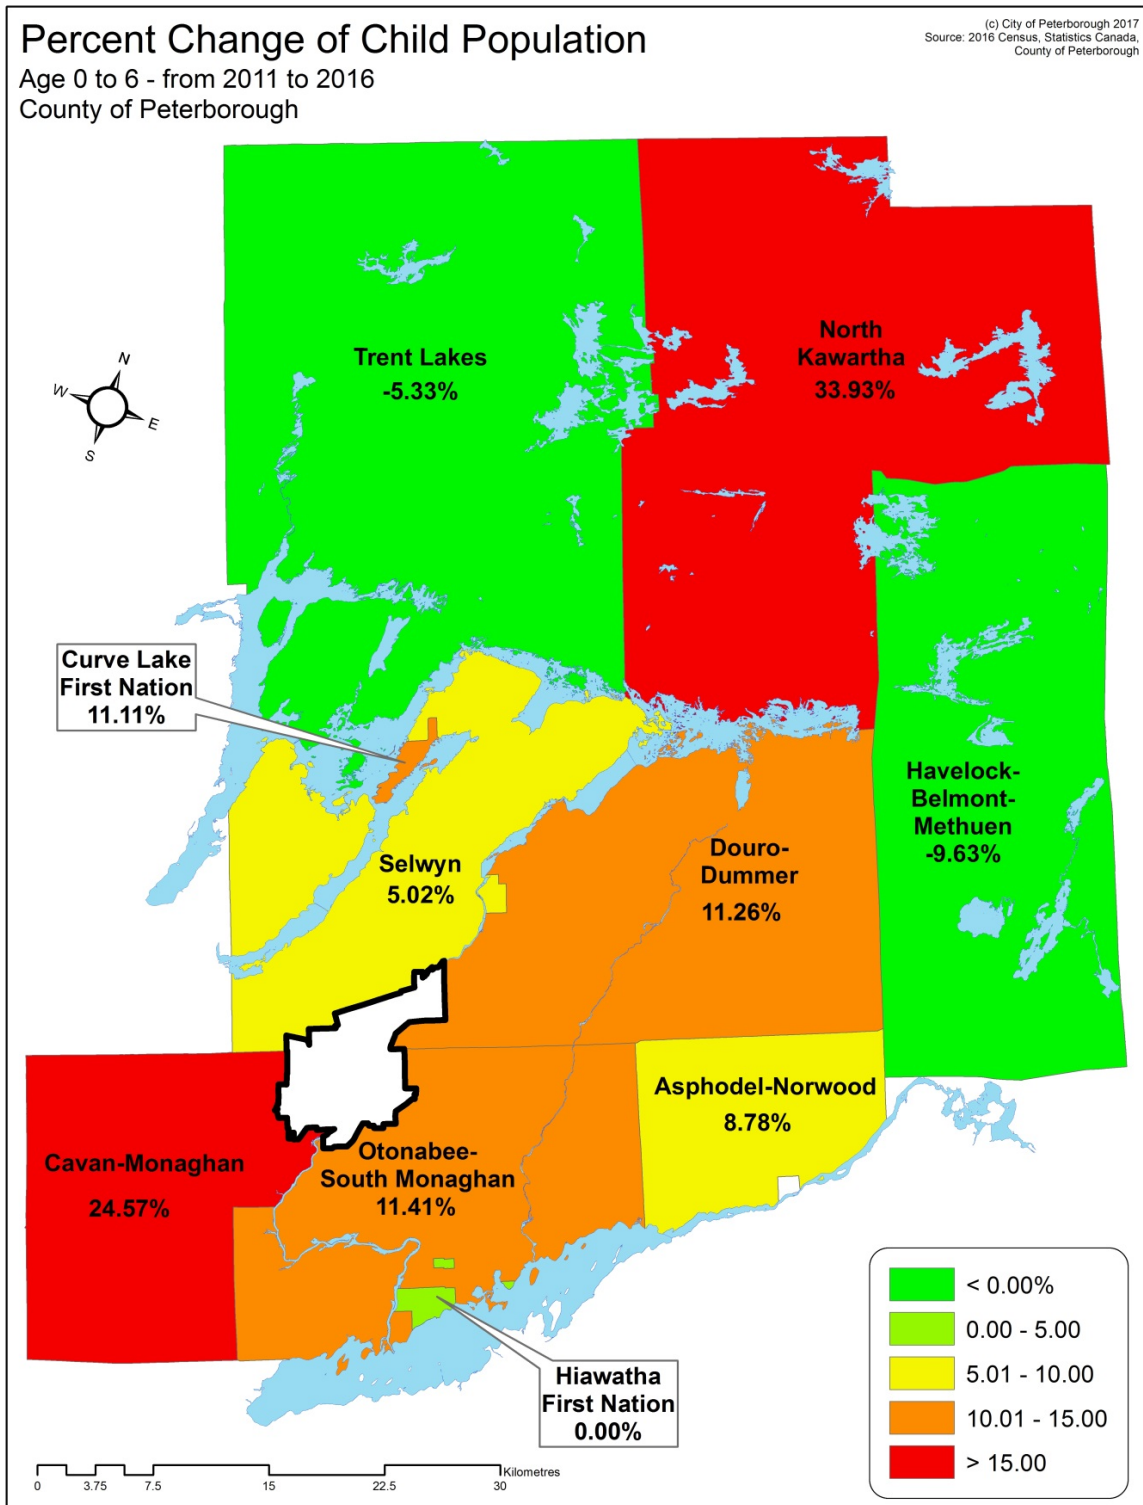 Percent Change of Child Population
Age 0 to 6 - from 2011 to 2016
County of Peterborough
(c) City of Peterborough 2017
Source: 2016 Census, Statistics Canada,
County of Peterborough
Trent Lakes
-5.33%
North
Kawartha
33.93%
N
W
E
S
Curve Lake
First Nation
11.11%
Havelock-
Belmont-
Methuen
-9.63%
Selwyn
5.02%
Douro-
Dummer
11.26%
Asphodel-Norwood
8.78%
Cavan-Monaghan
24.57%
Otonabee-
South Monaghan
11.41%
Hiawatha
First Nation
0.00%
< 0.00%
0.00 - 5.00
5.01 - 10.00
10.01 - 15.00
> 15.00
Kilometres
0 3.75 7.5 15 22.5 30